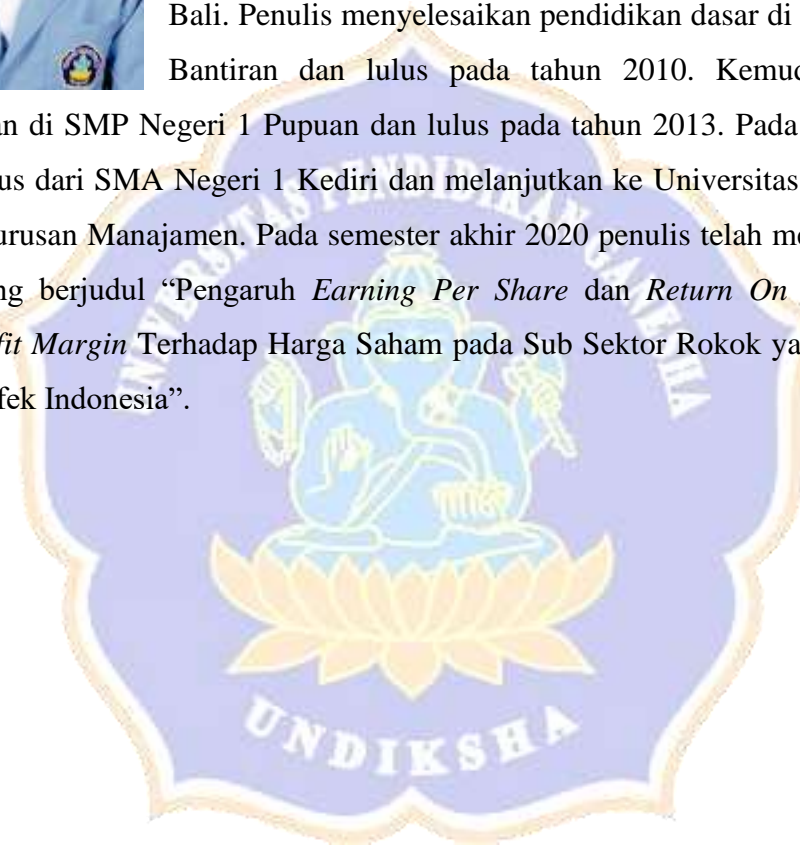 Bali. Penulis menyelesaikan pendidikan dasar di
Bantiran dan lulus pada tahun 2010. Kemud
an di SMP Negeri 1 Pupuan dan lulus pada tahun 2013. Pada
us dari SMA Negeri 1 Kediri dan melanjutkan ke Universitas
urusan Manajamen. Pada semester akhir 2020 penulis telah me
ng berjudul “Pengaruh Earning Per Share dan Return On
fit Margin Terhadap Harga Saham pada Sub Sektor Rokok ya
fek Indonesia”.
UNIVERSITAS PENDIDIKAN GANESHA
UNDIKSHA